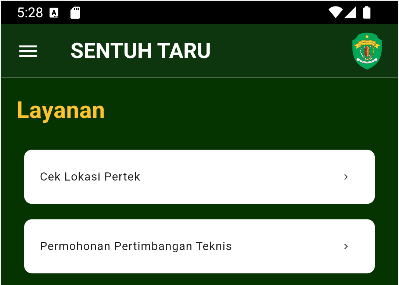 5:28
SENTUH TARU
Layanan
Cek Lokasi Pertek
Permohonan Pertimbangan Teknis